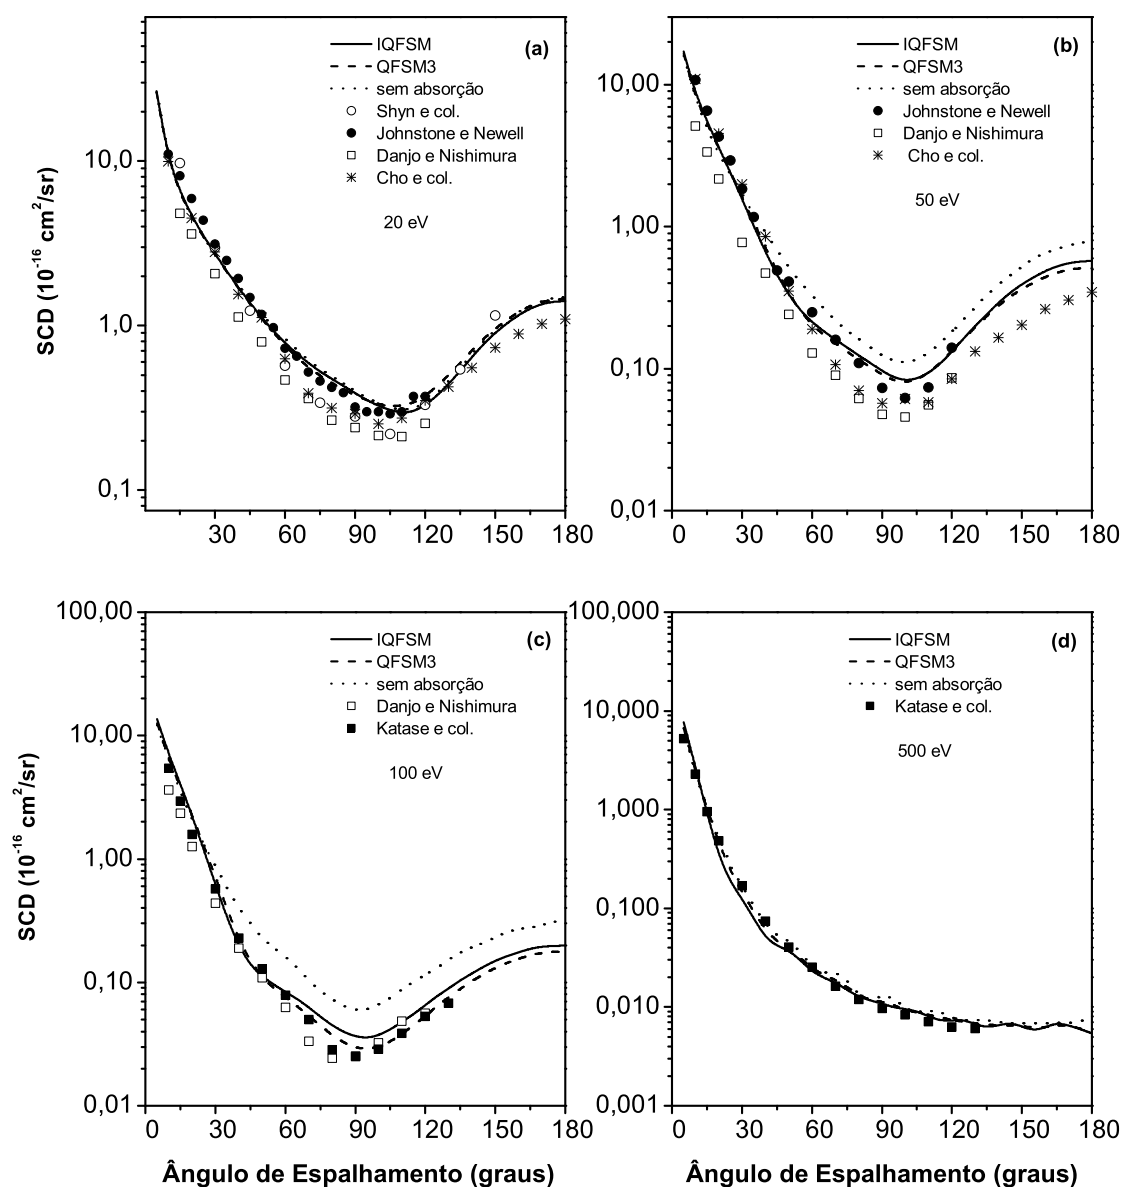 IQFSM
QFSM3
sem absorção
Shyn e col.
Johnstone e Newell
Danjo e Nishimura
Cho e col.
(a)
20 eV
10,0
1,0
0,1
0 30 60 90 120 150 180
SCD (10⁻¹⁶ cm²/sr)
IQFSM
QFSM3
sem absorção
Johnstone e Newell
Danjo e Nishimura
Cho e col.
(b)
50 eV
10,00
1,00
0,10
0,01
0 30 60 90 120 150 180
IQFSM
QFSM3
sem absorção
Danjo e Nishimura
Katase e col.
(c)
100 eV
100,00
10,00
1,00
0,10
0,01
0 30 60 90 120 150 180
SCD (10⁻¹⁶ cm²/sr)
Ângulo de Espalhamento (graus)
IQFSM
QFSM3
sem absorção
Katase e col.
(d)
500 eV
100,000
10,000
1,000
0,100
0,010
0,001
0 30 60 90 120 150 180
Ângulo de Espalhamento (graus)